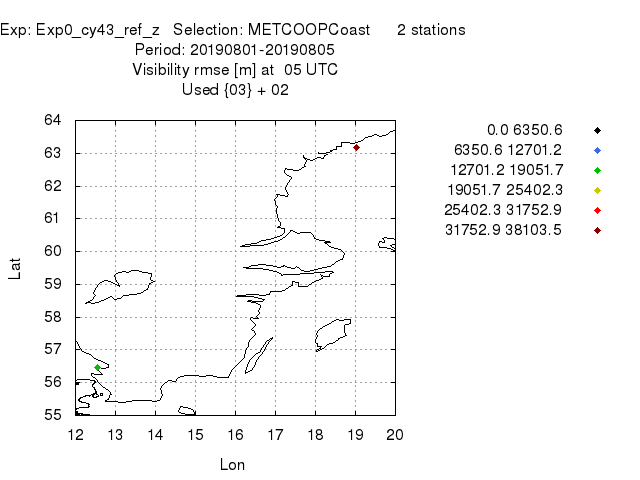 Exp: Exp0_cy43_ref_z Selection: METCOOPCoast 2 stations
Period: 20190801-20190805
Visibility rmse [m] at 05 UTC
Used {03} + 02
0.0 6350.6
6350.6 12701.2
12701.2 19051.7
19051.7 25402.3
25402.3 31752.9
31752.9 38103.5
64
63
62
61
60
59
58
57
56
55
Lat
12 13 14 15 16 17 18 19 20
Lon